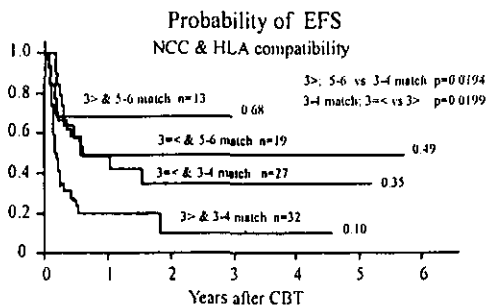 Probability of EFS
NCC & HLA compatibility
1.0
0.8
0.6
0.4
0.2
0
3>; 5-6 vs 3-4 match p=0.0194
3-4 match; 3=< vs 3> p=0.0199
3> & 5-6 match n=13
0.68
3=< & 5-6 match n=19
0.49
3=< & 3-4 match n=27
0.35
3> & 3-4 match n=32
0.10
0 1 2 3 4 5 6
Years after CBT